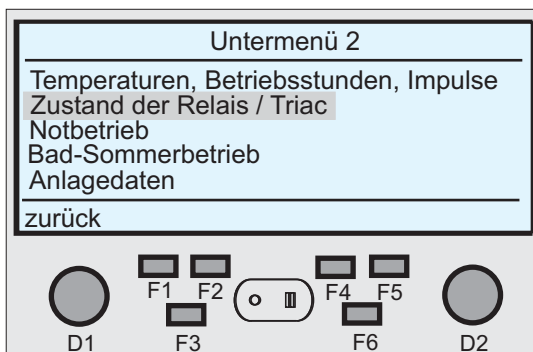 Untermenü 2
Temperaturen, Betriebsstunden, Impulse
Zustand der Relais / Triac
Notbetrieb
Bad-Sommerbetrieb
Anlagedaten
zurück
F1 F2 F4 F5
D1 F3 F6 D2